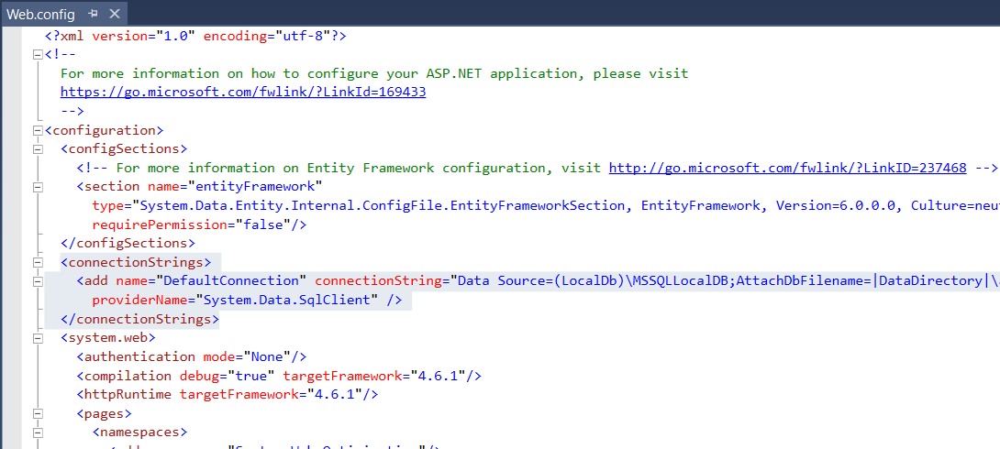 Web.config
<?xml version="1.0" encoding="utf-8"?>
<!--
For more information on how to configure your ASP.NET application, please visit
https://go.microsoft.com/fwlink/?LinkId=169433
-->
<configuration>
<configSections>
<!-- For more information on Entity Framework configuration, visit http://go.microsoft.com/fwlink/?LinkID=237468 -->
<section name="entityFramework"
type="System.Data.Entity.Internal.ConfigFile.EntityFrameworkSection, EntityFramework, Version=6.0.0.0, Culture=neu
requirePermission="false"/>
</configSections>
<connectionStrings>
<add name="DefaultConnection" connectionString="Data Source=(LocalDb)\MSSQLLocalDB;AttachDbFilename=|DataDirectory|\
providerName="System.Data.SqlClient" />
</connectionStrings>
<system.web>
<authentication mode="None"/>
<compilation debug="true" targetFramework="4.6.1"/>
<httpRuntime targetFramework="4.6.1"/>
<pages>
<namespaces>